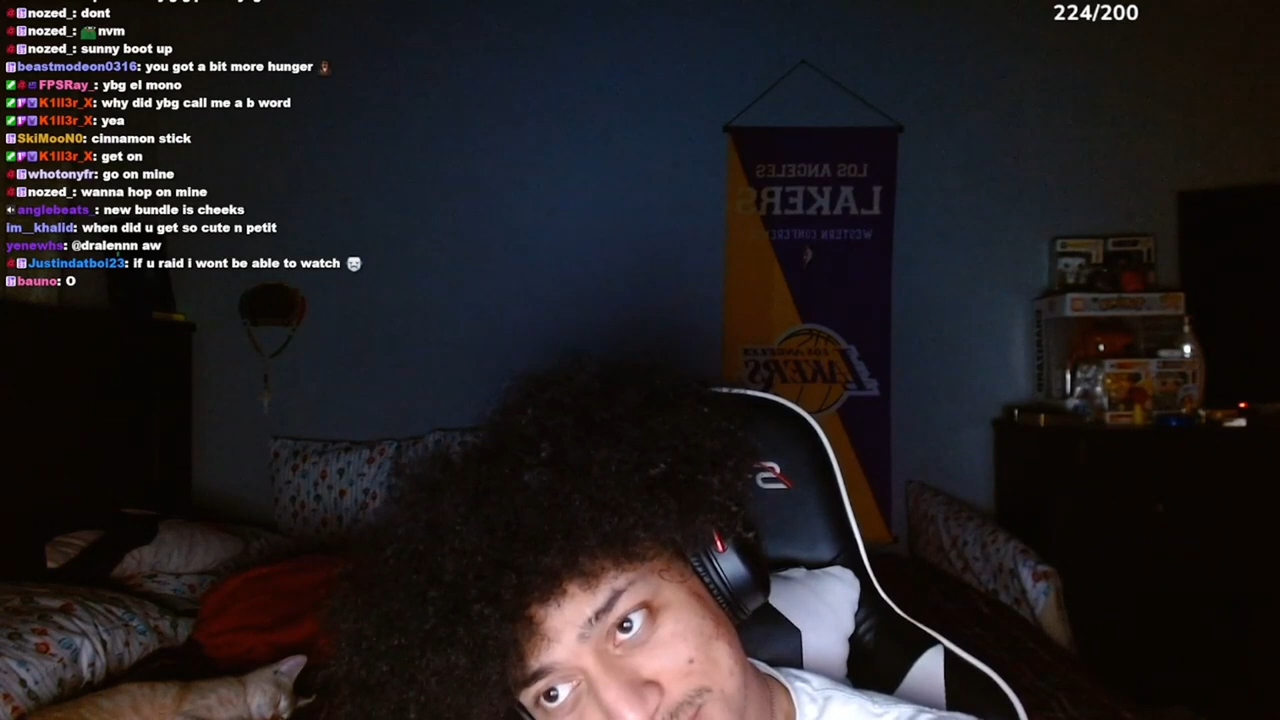 nozed_: dont
224/200
nozed_: nvm
nozed_: sunny boot up
beastmodeon0316: you got a bit more hunger
FPSRay_: ybg el mono
K1ll3r_X: why did ybg call me a b word
K1ll3r_X: yea
SkiMooN0: cinnamon stick
K1ll3r_X: get on
whotonyfr: go on mine
nozed_: wanna hop on mine
anglebeats_: new bundle is cheeks
im__khalid: when did u get so cute n petit
yenewhs: @dralennn aw
Justindatboi23: if u raid i wont be able to watch
bauno: O
LOS ANGELES
LAKERS
WESTERN CONFERENCE
LOS ANGELES
LAKERS